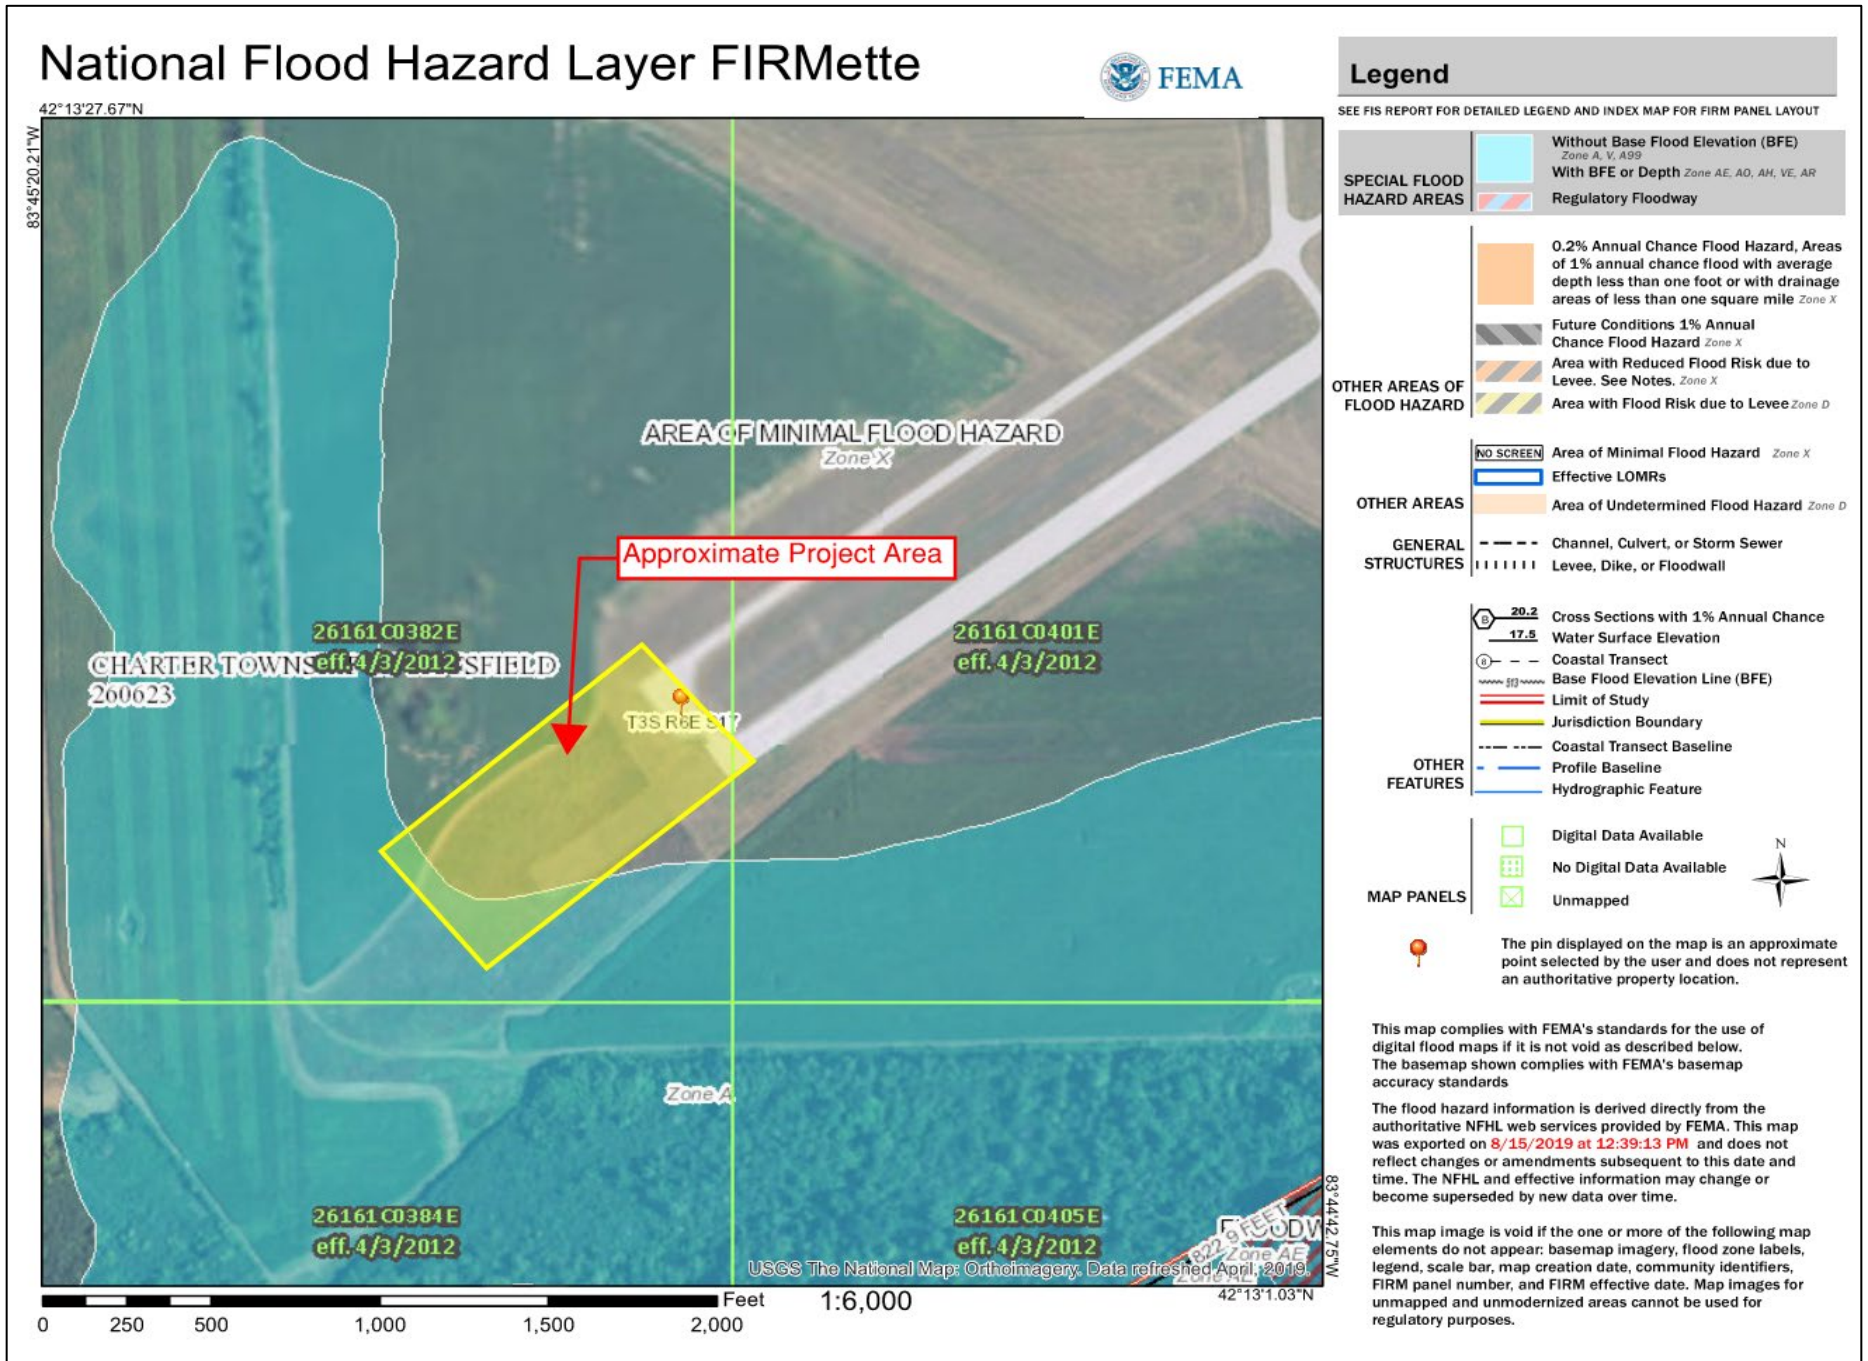 National Flood Hazard Layer FIRMette
FEMA
42°13'27.67"N
83°45'20.21"W
AREA OF MINIMAL FLOOD HAZARD
Zone X
Approximate Project Area
26161C0382E
eff. 4/3/2012
26161C0401E
eff. 4/3/2012
CHARTER TOWNS SFIELD
260623
T3S R6E S17
Zone A
26161C0384E
eff. 4/3/2012
26161C0405E
eff. 4/3/2012
822.9 FEET
FLOODW
Zone AE
Zone AE
USGS The National Map: Orthoimagery. Data refreshed April, 2019.
83°44'42.75"W
42°13'1.03"N
Feet
1:6,000
0 250 500 1,000 1,500 2,000
Legend
SEE FIS REPORT FOR DETAILED LEGEND AND INDEX MAP FOR FIRM PANEL LAYOUT
SPECIAL FLOOD
HAZARD AREAS
Without Base Flood Elevation (BFE)
Zone A, V, A99
With BFE or Depth Zone AE, AO, AH, VE, AR
Regulatory Floodway
OTHER AREAS OF
FLOOD HAZARD
0.2% Annual Chance Flood Hazard, Areas
of 1% annual chance flood with average
depth less than one foot or with drainage
areas of less than one square mile Zone X
Future Conditions 1% Annual
Chance Flood Hazard Zone X
Area with Reduced Flood Risk due to
Levee. See Notes. Zone X
Area with Flood Risk due to Levee Zone D
OTHER AREAS
NO SCREEN Area of Minimal Flood Hazard Zone X
Effective LOMRs
Area of Undetermined Flood Hazard Zone D
GENERAL
STRUCTURES
Channel, Culvert, or Storm Sewer
Levee, Dike, or Floodwall
OTHER
FEATURES
B 20.2 Cross Sections with 1% Annual Chance
17.5 Water Surface Elevation
8 Coastal Transect
513 Base Flood Elevation Line (BFE)
Limit of Study
Jurisdiction Boundary
Coastal Transect Baseline
Profile Baseline
Hydrographic Feature
MAP PANELS
Digital Data Available
No Digital Data Available
Unmapped
N
The pin displayed on the map is an approximate
point selected by the user and does not represent
an authoritative property location.
This map complies with FEMA's standards for the use of
digital flood maps if it is not void as described below.
The basemap shown complies with FEMA's basemap
accuracy standards
The flood hazard information is derived directly from the
authoritative NFHL web services provided by FEMA. This map
was exported on 8/15/2019 at 12:39:13 PM and does not
reflect changes or amendments subsequent to this date and
time. The NFHL and effective information may change or
become superseded by new data over time.
This map image is void if the one or more of the following map
elements do not appear: basemap imagery, flood zone labels,
legend, scale bar, map creation date, community identifiers,
FIRM panel number, and FIRM effective date. Map images for
unmapped and unmodernized areas cannot be used for
regulatory purposes.